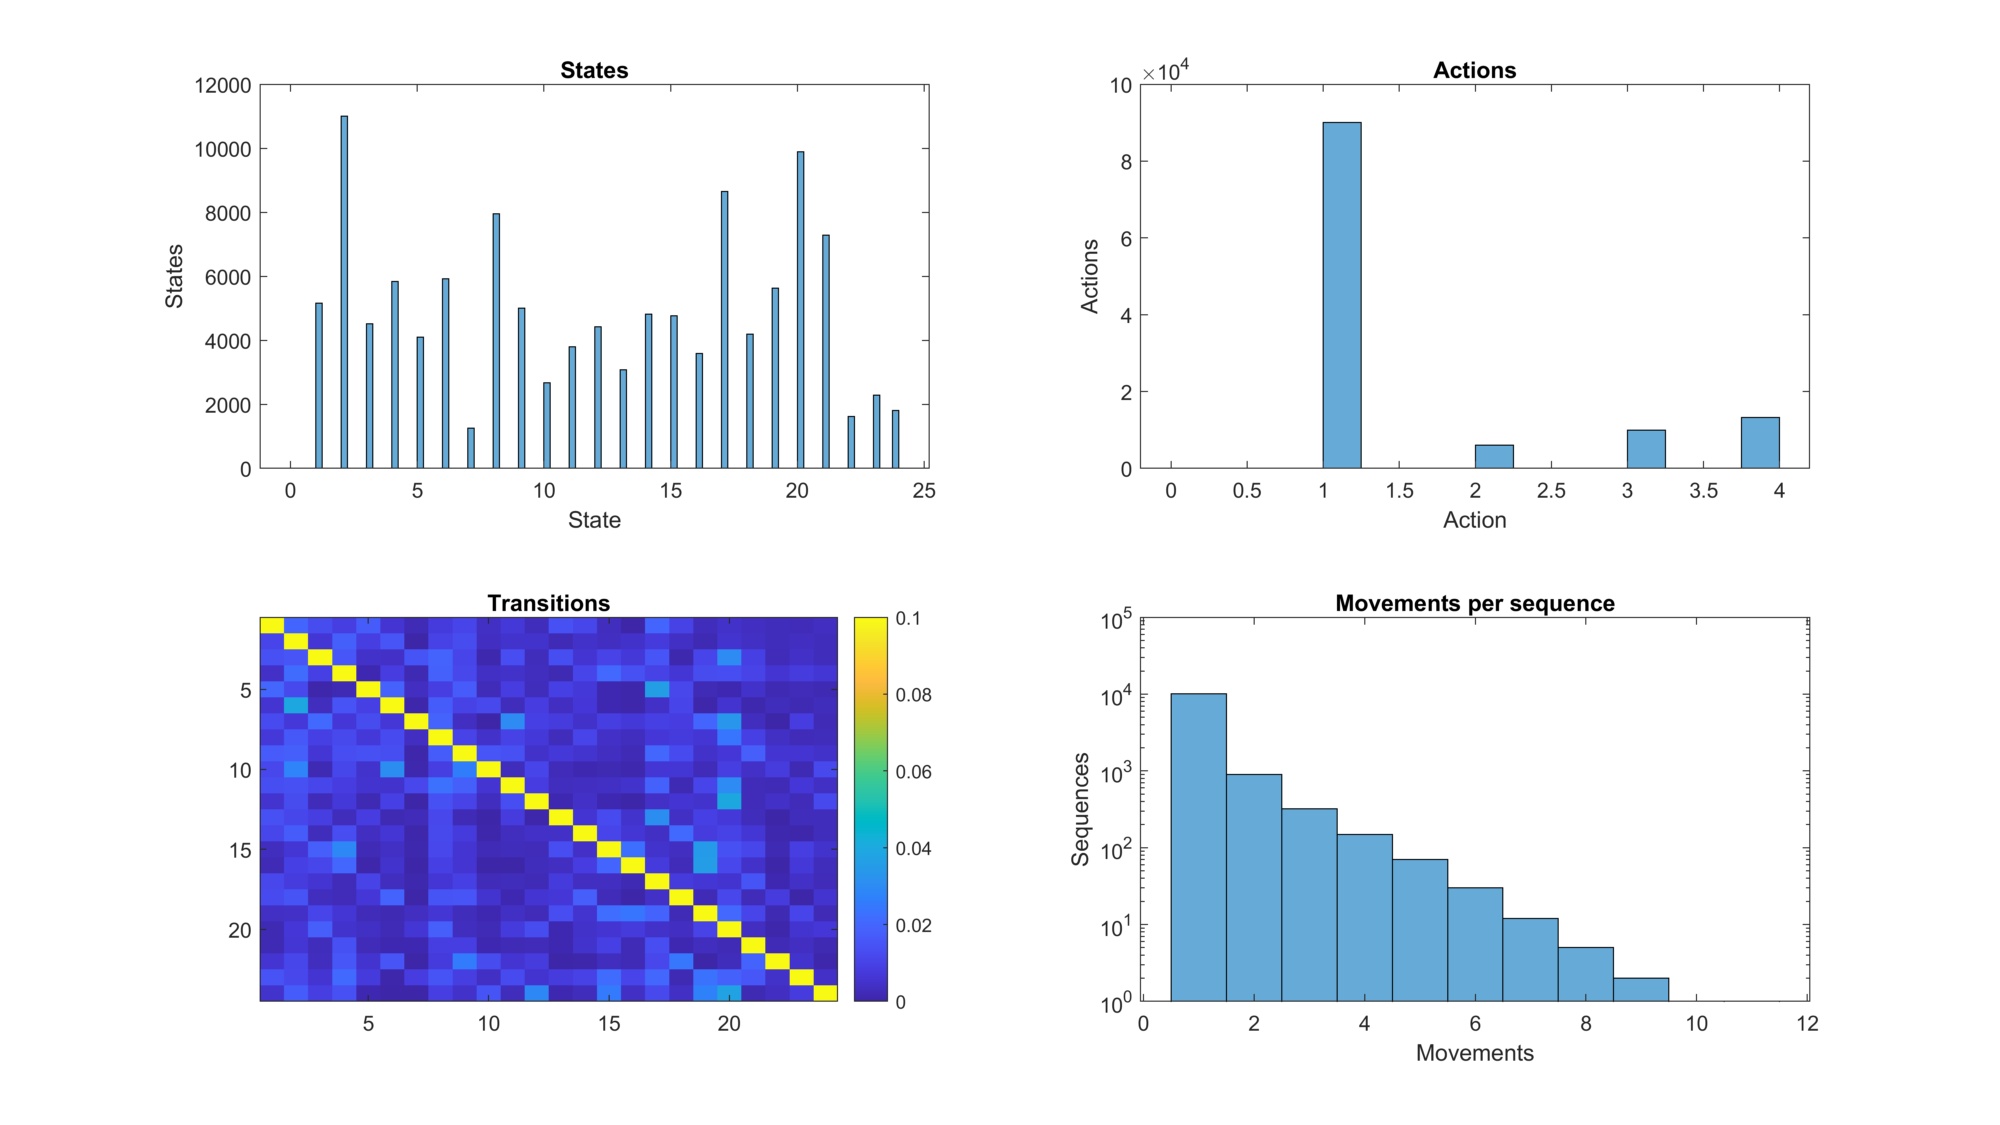 States
12000
10000
8000
6000
4000
2000
0
States
0 5 10 15 20 25
State
Actions
×10^4
10
8
6
4
2
0
Actions
0 0.5 1 1.5 2 2.5 3 3.5 4
Action
Transitions
5
10
15
20
5 10 15 20
0.1
0.08
0.06
0.04
0.02
0
Movements per sequence
10^5
10^4
10^3
10^2
10^1
10^0
Sequences
0 2 4 6 8 10 12
Movements